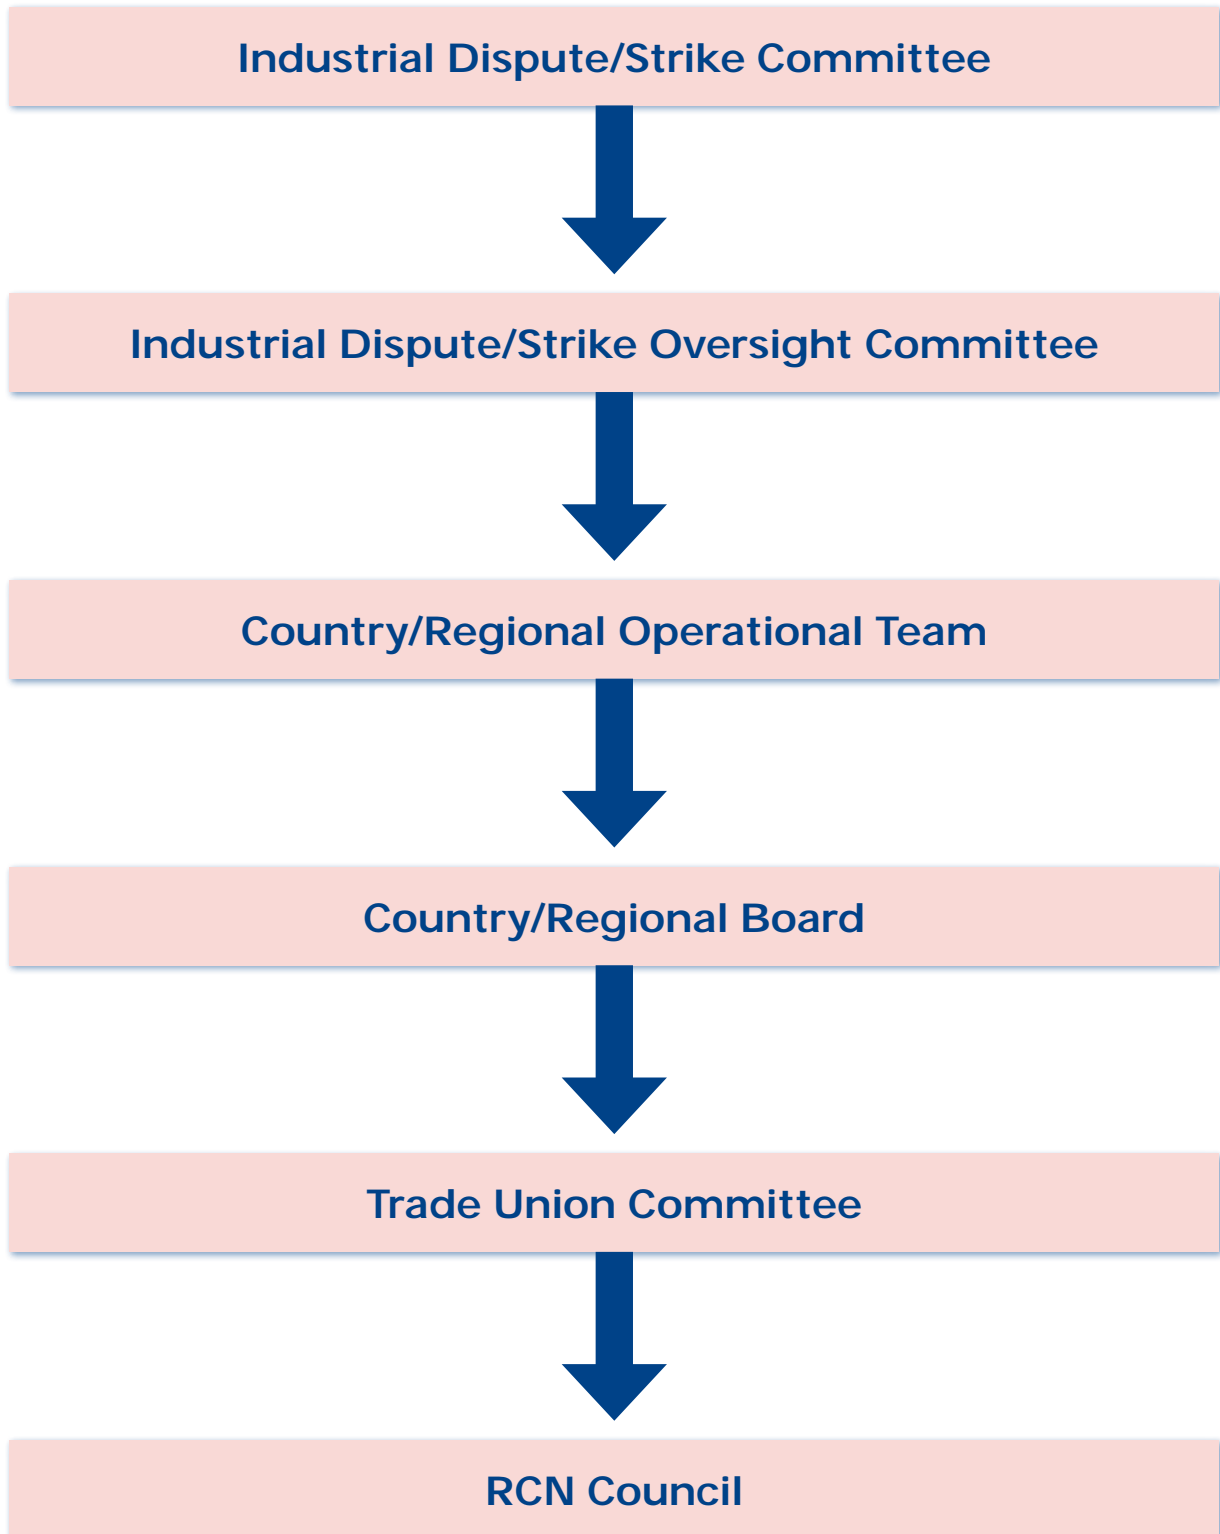 Industrial Dispute/Strike Committee
Industrial Dispute/Strike Oversight Committee
Country/Regional Operational Team
Country/Regional Board
Trade Union Committee
RCN Council